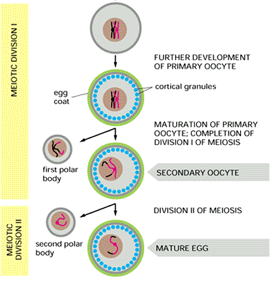 MEIOTIC DIVISION I
FURTHER DEVELOPMENT
OF PRIMARY OOCYTE
egg
coat
cortical granules
MATURATION OF PRIMARY
OOCYTE; COMPLETION OF
DIVISION I OF MEIOSIS
first polar
body
SECONDARY OOCYTE
MEIOTIC
DIVISION II
DIVISION II OF MEIOSIS
second polar
body
MATURE EGG